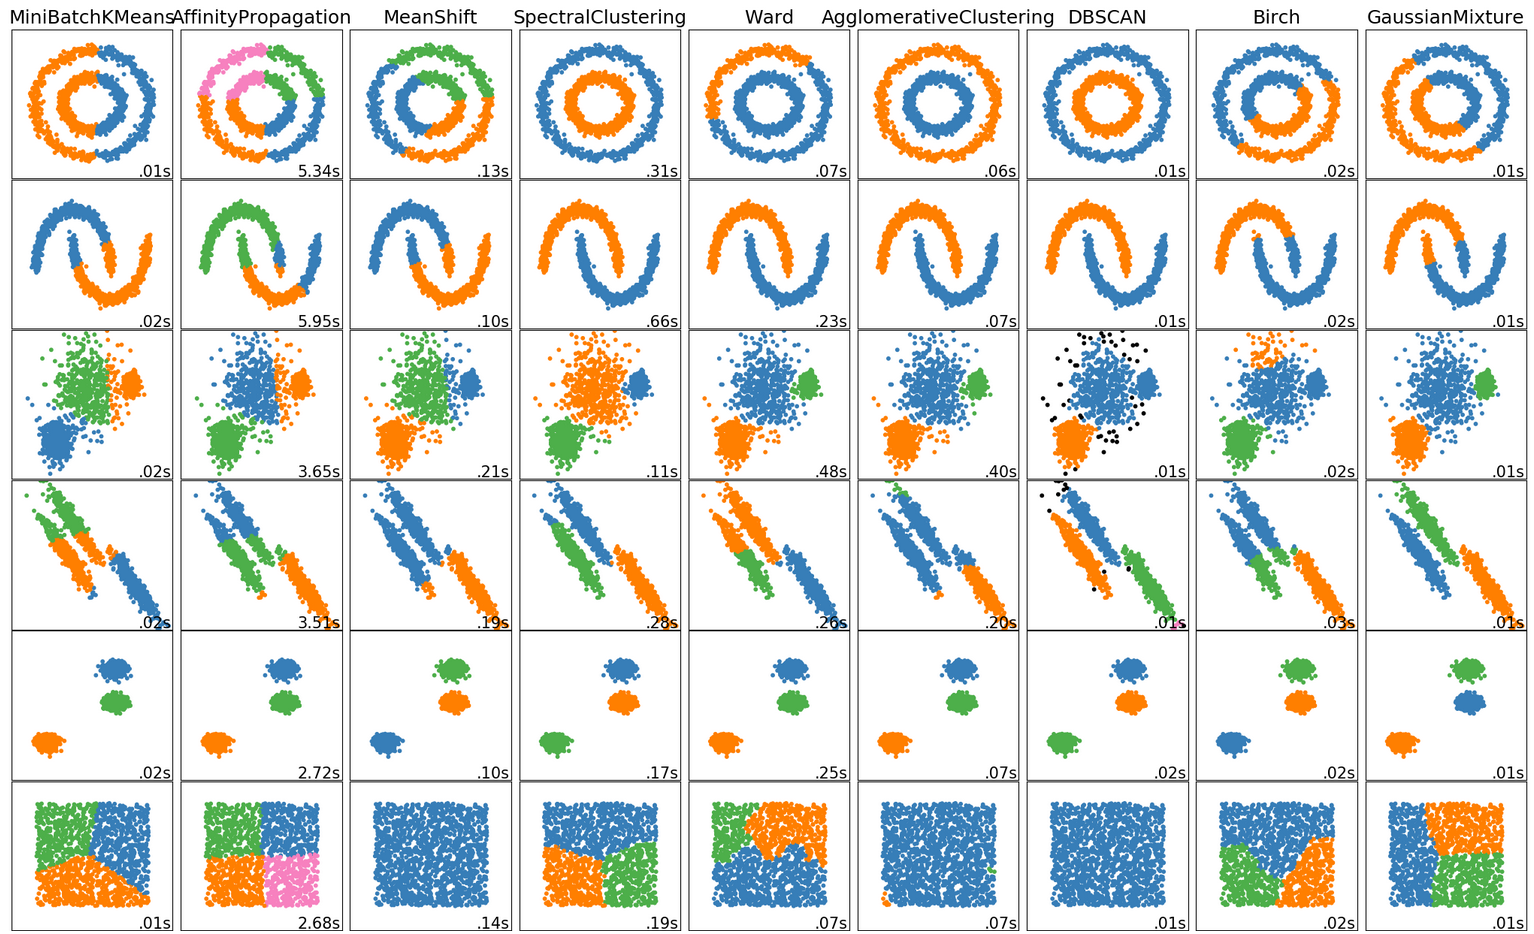 MiniBatchKMeans AffinityPropagation MeanShift SpectralClustering Ward AgglomerativeClustering DBSCAN Birch GaussianMixture
.01s 5.34s .13s .31s .07s .06s .01s .02s .01s
.02s 5.95s .10s .66s .23s .07s .01s .02s .01s
.02s 3.65s .21s .11s .48s .40s .01s .02s .01s
.02s 3.51s .19s .28s .26s .20s .01s .03s .01s
.02s 2.72s .10s .17s .25s .07s .02s .02s .01s
.01s 2.68s .14s .19s .07s .07s .01s .02s .01s